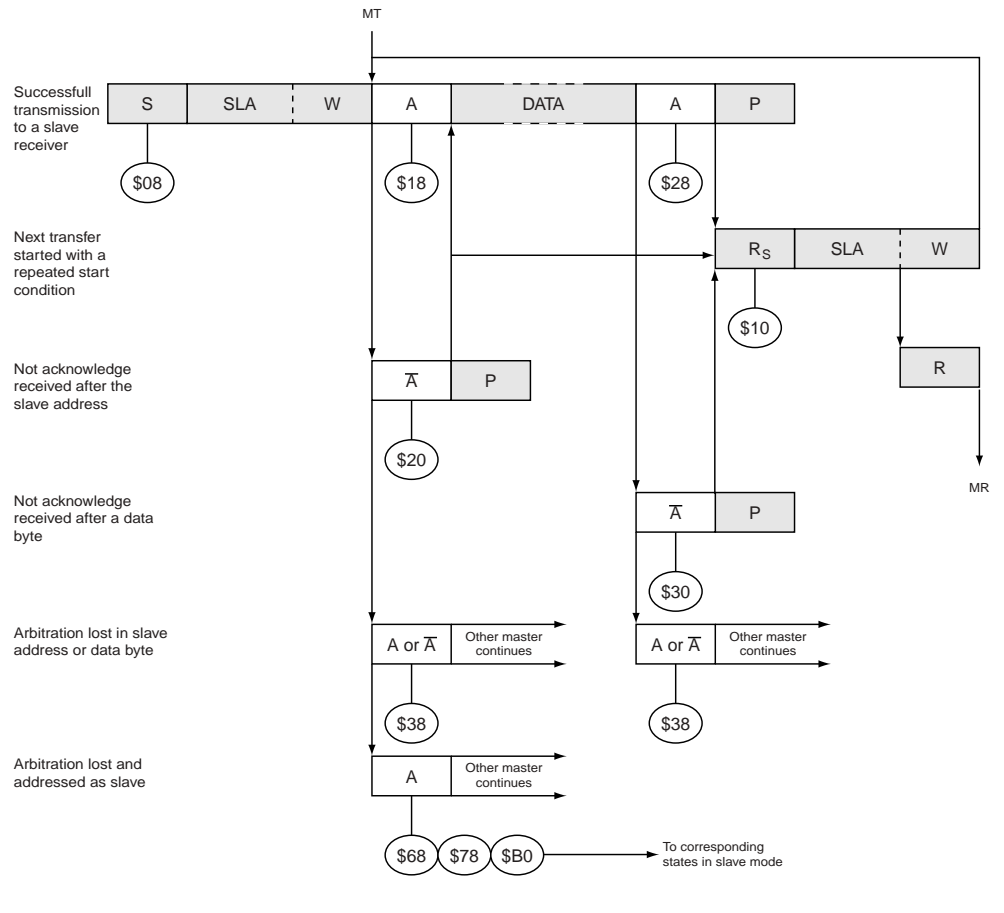 MT
Successfull
transmission
to a slave
receiver
S SLA W A DATA A P
$08 $18 $28
Next transfer
started with a
repeated start
condition
RS SLA W
$10
Not acknowledge
received after the
slave address
A̅ P
R
$20
MR
Not acknowledge
received after a data
byte
A̅ P
$30
Arbitration lost in slave
address or data byte
A or A̅
Other master
continues
A or A̅
Other master
continues
$38 $38
Arbitration lost and
addressed as slave
A
Other master
continues
$68 $78 $B0
To corresponding
states in slave mode